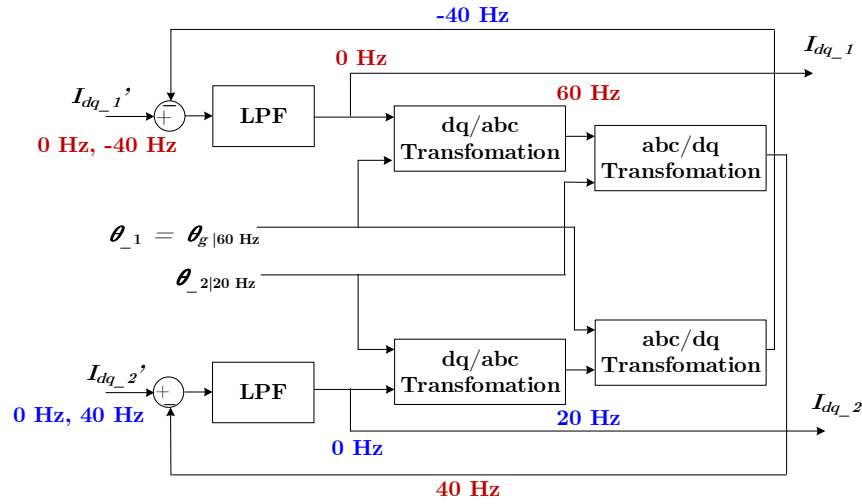 -40 Hz
I_dq_1
0 Hz
60 Hz
I_dq_1'
−
+
LPF
dq/abc
Transfomation
abc/dq
Transfomation
0 Hz, -40 Hz
θ_1 = θ_g |60 Hz
θ_2|20 Hz
abc/dq
Transfomation
dq/abc
Transfomation
I_dq_2'
+
−
LPF
0 Hz, 40 Hz
20 Hz
I_dq_2
0 Hz
40 Hz